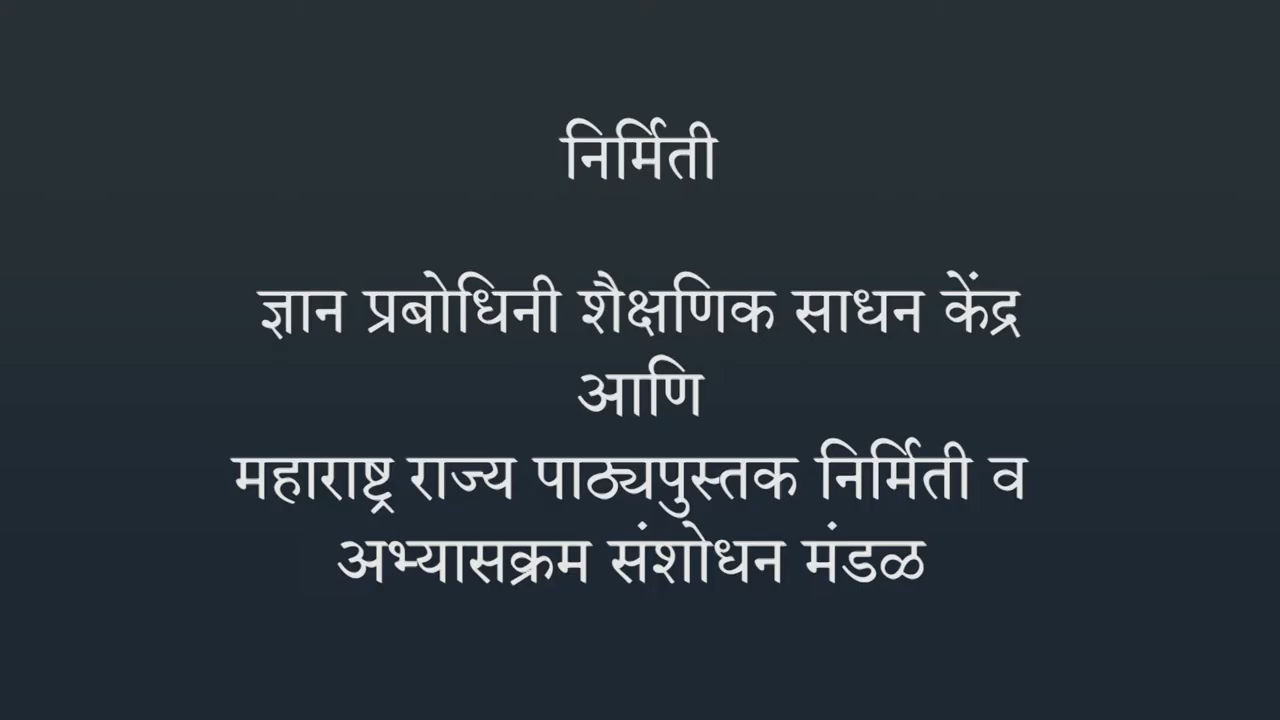 निर्मिती
ज्ञान प्रबोधिनी शैक्षणिक साधन केंद्र
आणि
महाराष्ट्र राज्य पाठ्यपुस्तक निर्मिती व
अभ्यासक्रम संशोधन मंडळ